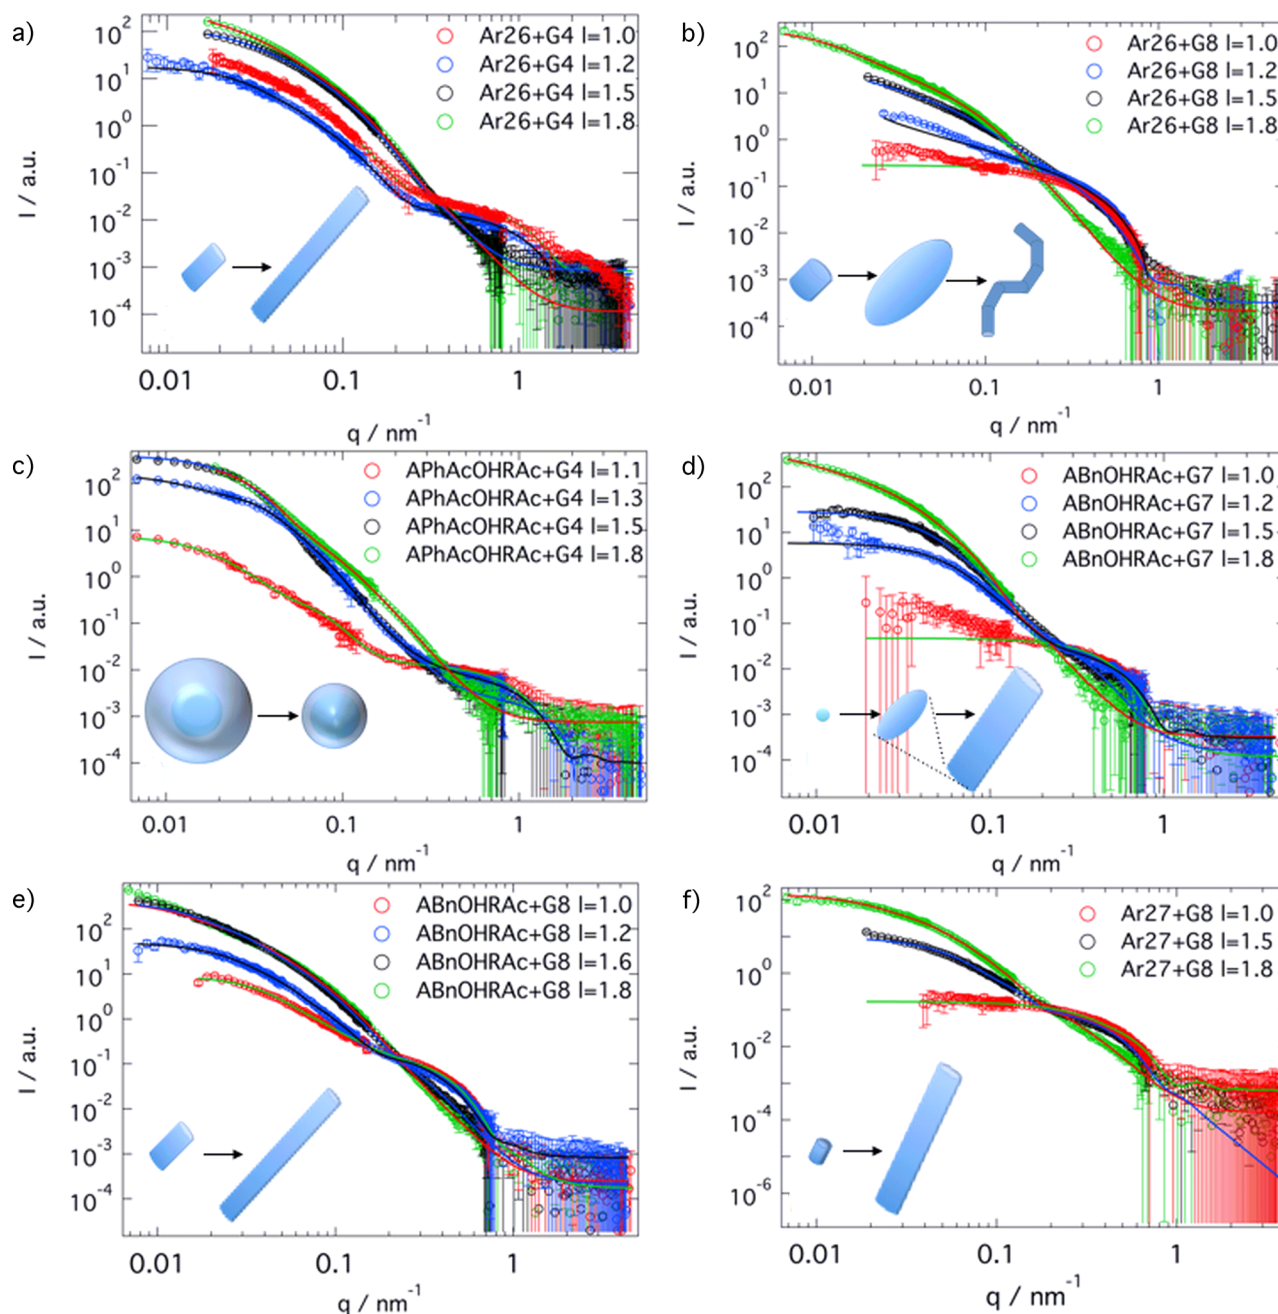 a)
I / a.u.
10^2
10^1
10^0
10^-1
10^-2
10^-3
10^-4
Ar26+G4 l=1.0
Ar26+G4 l=1.2
Ar26+G4 l=1.5
Ar26+G4 l=1.8
0.01 0.1 1
q / nm^-1
b)
I / a.u.
10^2
10^1
10^0
10^-1
10^-2
10^-3
10^-4
Ar26+G8 l=1.0
Ar26+G8 l=1.2
Ar26+G8 l=1.5
Ar26+G8 l=1.8
0.01 0.1 1
q / nm^-1
c)
I / a.u.
10^2
10^1
10^0
10^-1
10^-2
10^-3
10^-4
APhAcOHRAc+G4 l=1.1
APhAcOHRAc+G4 l=1.3
APhAcOHRAc+G4 l=1.5
APhAcOHRAc+G4 l=1.8
0.01 0.1 1
q / nm^-1
d)
I / a.u.
10^2
10^1
10^0
10^-1
10^-2
10^-3
10^-4
ABnOHRAc+G7 l=1.0
ABnOHRAc+G7 l=1.2
ABnOHRAc+G7 l=1.5
ABnOHRAc+G7 l=1.8
0.01 0.1 1
q / nm^-1
e)
I / a.u.
10^2
10^1
10^0
10^-1
10^-2
10^-3
10^-4
ABnOHRAc+G8 l=1.0
ABnOHRAc+G8 l=1.2
ABnOHRAc+G8 l=1.6
ABnOHRAc+G8 l=1.8
0.01 0.1 1
q / nm^-1
f)
I / a.u.
10^2
10^0
10^-2
10^-4
10^-6
Ar27+G8 l=1.0
Ar27+G8 l=1.5
Ar27+G8 l=1.8
0.01 0.1 1
q / nm^-1